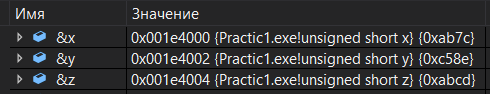 Имя Значение
&x 0x001e4000 {Practic1.exe!unsigned short x} {0xab7c}
&y 0x001e4002 {Practic1.exe!unsigned short y} {0xc58e}
&z 0x001e4004 {Practic1.exe!unsigned short z} {0xabcd}